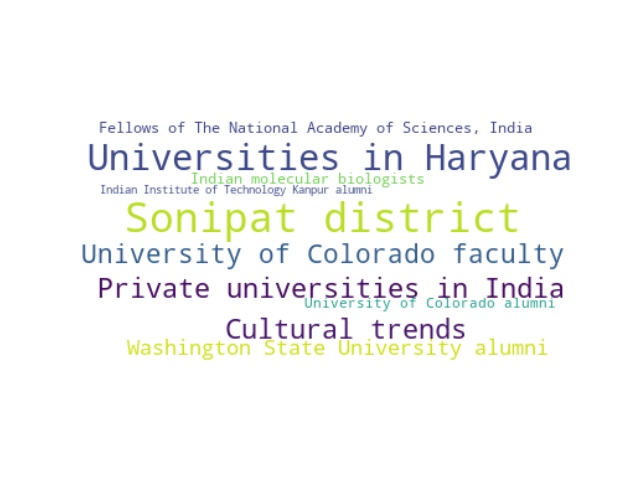 Fellows of The National Academy of Sciences, India
Universities in Haryana
Indian molecular biologists
Indian Institute of Technology Kanpur alumni
Sonipat district
University of Colorado faculty
Private universities in India
University of Colorado alumni
Cultural trends
Washington State University alumni